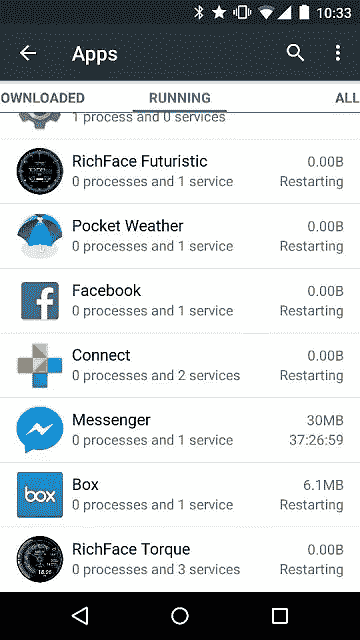 10:33
Apps
OWNLOADED RUNNING ALL
1 process and 0 services
RichFace Futuristic 0.00B
0 processes and 1 service Restarting
Pocket Weather 0.00B
0 processes and 1 service Restarting
Facebook 0.00B
0 processes and 1 service Restarting
Connect 0.00B
0 processes and 2 services Restarting
Messenger 30MB
0 processes and 1 service 37:26:59
box
Box 6.1MB
0 processes and 1 service Restarting
RichFace Torque 0.00B
0 processes and 3 services Restarting